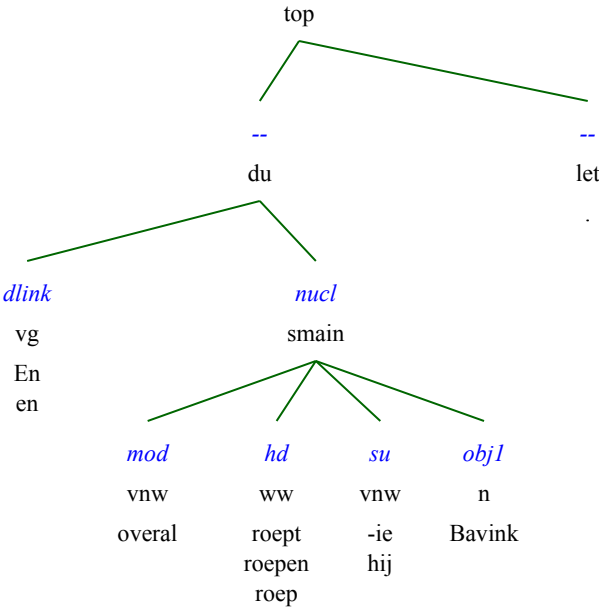 top
-- --
du let
.
dlink nucl
vg smain
En
en
mod hd su obj1
vnw ww vnw n
overal roept -ie Bavink
roepen hij
roep